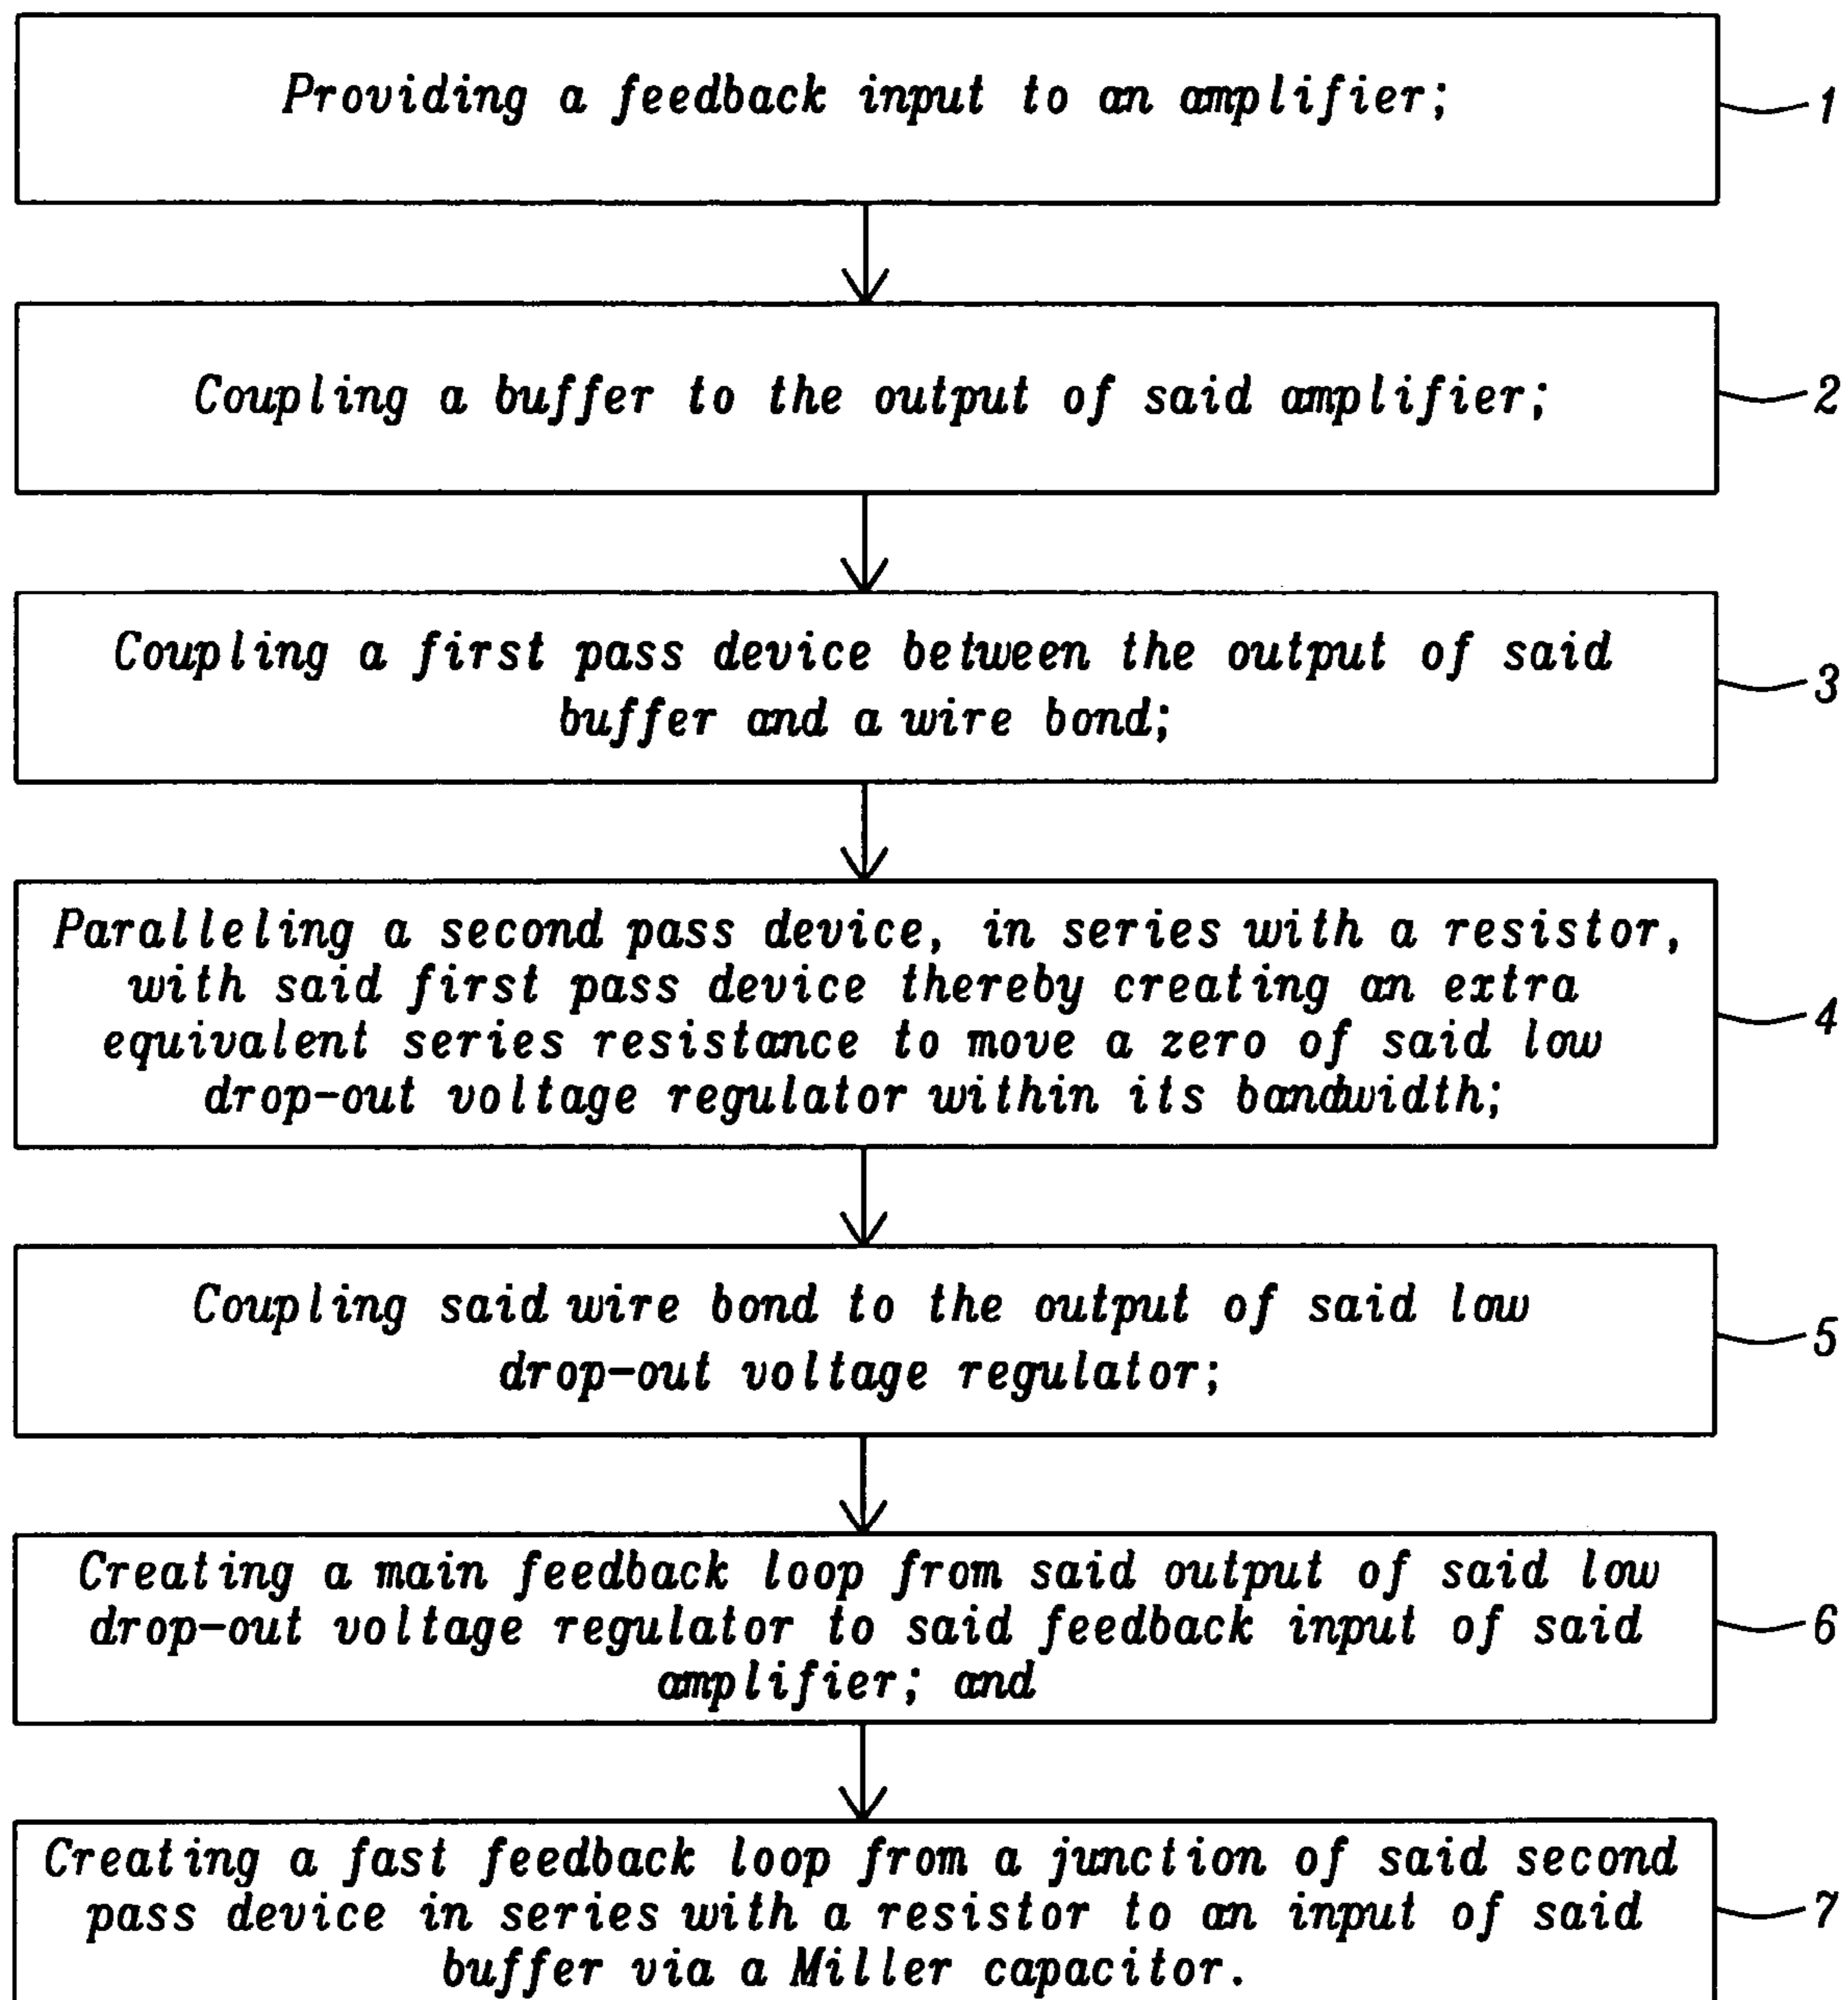 Providing a feedback input to an amplifier;
1
Coupling a buffer to the output of said amplifier;
2
Coupling a first pass device between the output of said
buffer and a wire bond;
3
Paralleling a second pass device, in series with a resistor,
with said first pass device thereby creating an extra
equivalent series resistance to move a zero of said low
drop-out voltage regulator within its bandwidth;
4
Coupling said wire bond to the output of said low
drop-out voltage regulator;
5
Creating a main feedback loop from said output of said low
drop-out voltage regulator to said feedback input of said
amplifier; and
6
Creating a fast feedback loop from a junction of said second
pass device in series with a resistor to an input of said
buffer via a Miller capacitor.
7